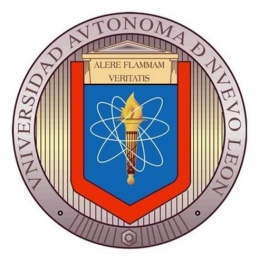 VNIVERSIDAD AVTONOMA D NVEVO LEON
ALERE FLAMMAM
VERITATIS